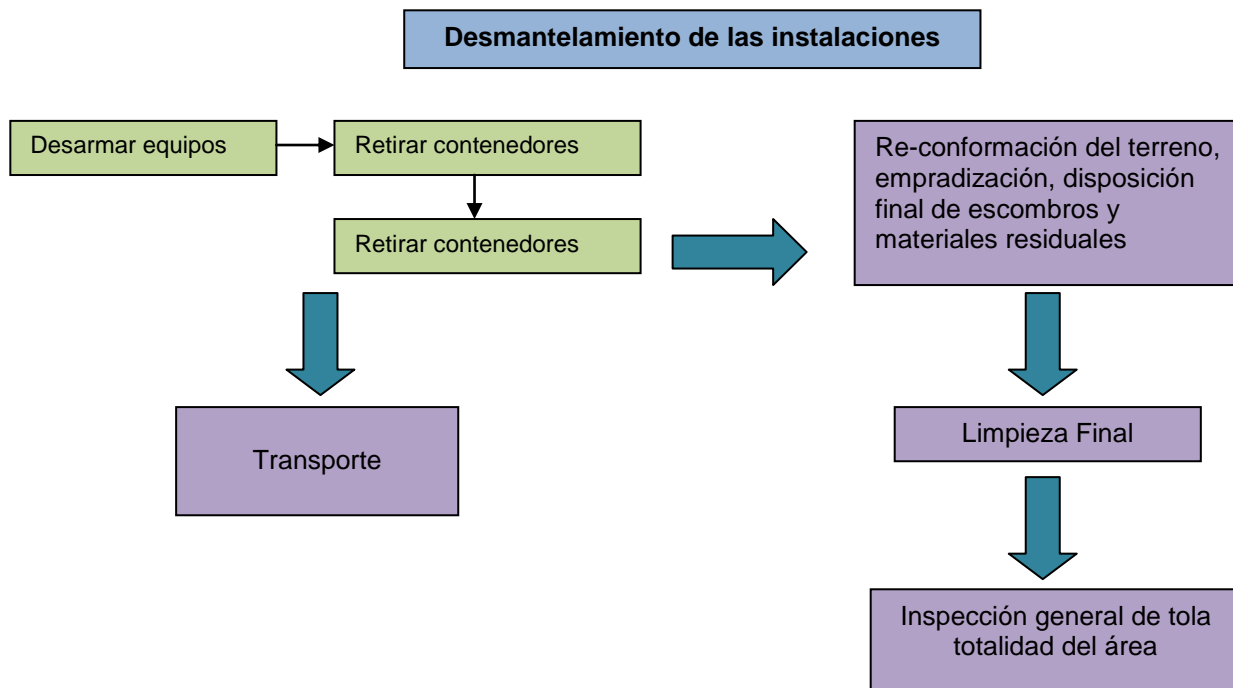 Desmantelamiento de las instalaciones
Desarmar equipos
Retirar contenedores
Retirar contenedores
Re-conformación del terreno,
empradización, disposición
final de escombros y
materiales residuales
Transporte
Limpieza Final
Inspección general de tola
totalidad del área